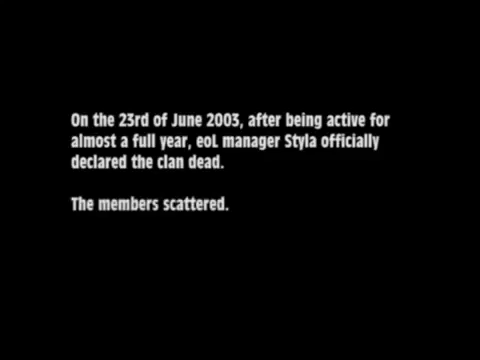 On the 23rd of June 2003, after being active for
almost a full year, eoL manager Styla officially
declared the clan dead.
The members scattered.